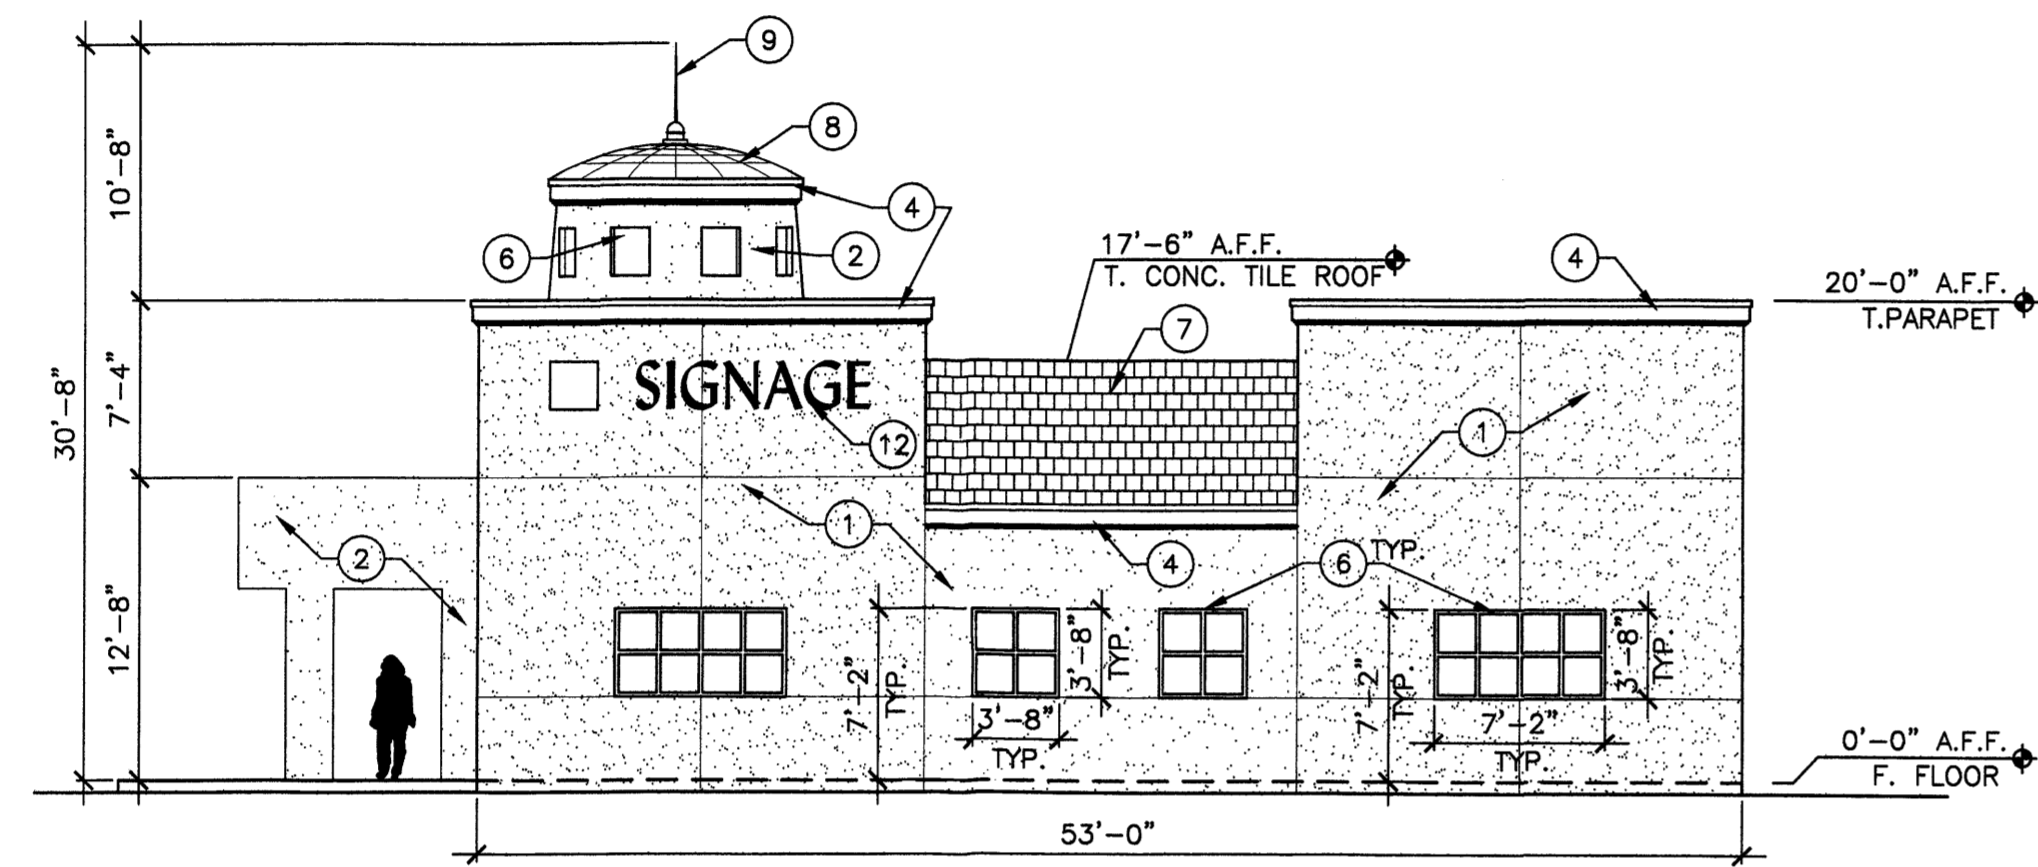 9
8
4
10'-8"
6
2
17'-6" A.F.F.
T. CONC. TILE ROOF
4
20'-0" A.F.F.
T.PARAPET
7
30'-8"
7'-4"
SIGNAGE
12
1
1
2
4
6 TYP.
12'-8"
7'-2"
TYP.
3'-8"
TYP.
3'-8"
TYP.
7'-2"
TYP.
3'-8"
TYP.
7'-2"
TYP.
0'-0" A.F.F.
F. FLOOR
53'-0"